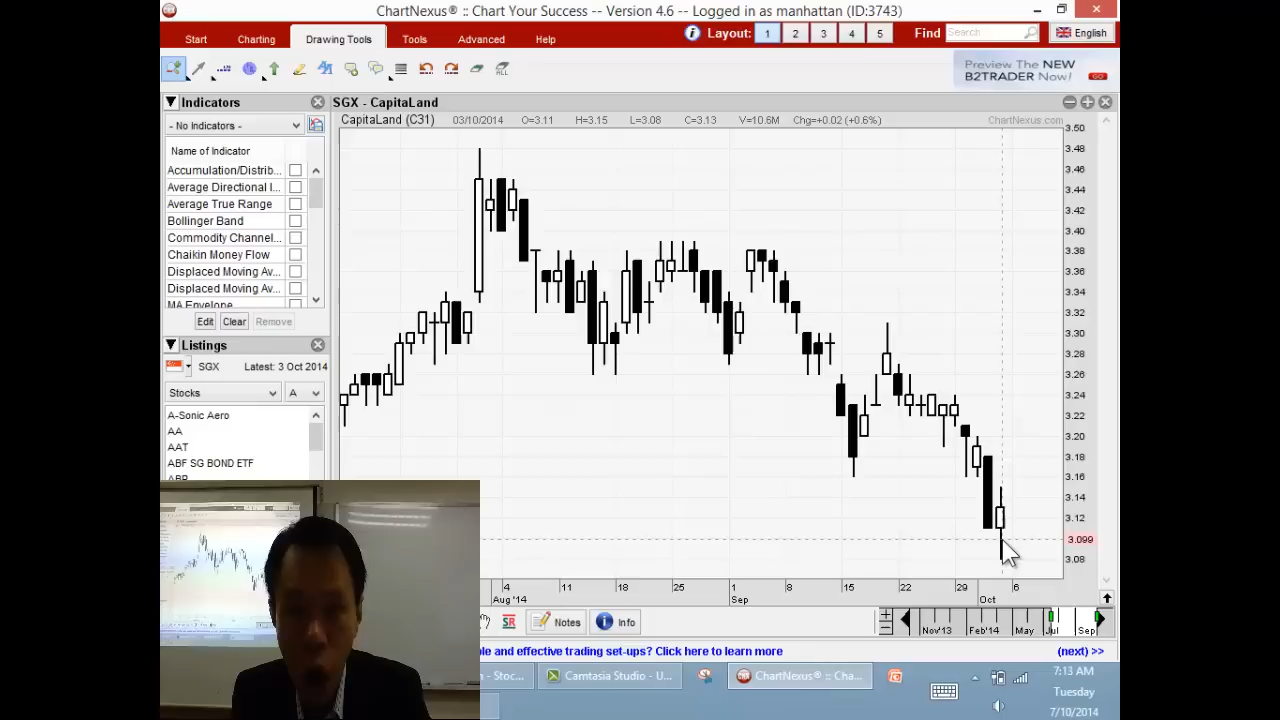 ChartNexus® :: Chart Your Success -- Version 4.6 -- Logged in as manhattan (ID:3743)
Start Charting Drawing Tools Tools Advanced Help
Layout: 1 2 3 4 5 Find Search English
Preview The NEW
B2TRADER Now! GO
Indicators
- No Indicators -
Name of Indicator
Accumulation/Distrib...
Average Directional I...
Average True Range
Bollinger Band
Commodity Channel...
Chaikin Money Flow
Displaced Moving Av...
Displaced Moving Av...
MA Envelope
Edit Clear Remove
Listings
SGX Latest: 3 Oct 2014
Stocks A
A-Sonic Aero
AA
AAT
ABF SG BOND ETF
ABR
SGX - CapitaLand
CapitaLand (C31) 03/10/2014 O=3.11 H=3.15 L=3.08 C=3.13 V=10.6M Chg=+0.02 (+0.6%) ChartNexus.com
3.50
3.48
3.46
3.44
3.42
3.40
3.38
3.36
3.34
3.32
3.30
3.28
3.26
3.24
3.22
3.20
3.18
3.16
3.14
3.12
3.099
3.08
4 11 18 25 1 8 15 22 29 6
Aug'14 Sep Oct
SR Notes Info
Nov'13 Feb'14 May Jul Sep
ple and effective trading set-ups? Click here to learn more (next) >>
n - Stoc... Camtasia Studio - U... ChartNexus® :: Cha...
7:13 AM
Tuesday
7/10/2014